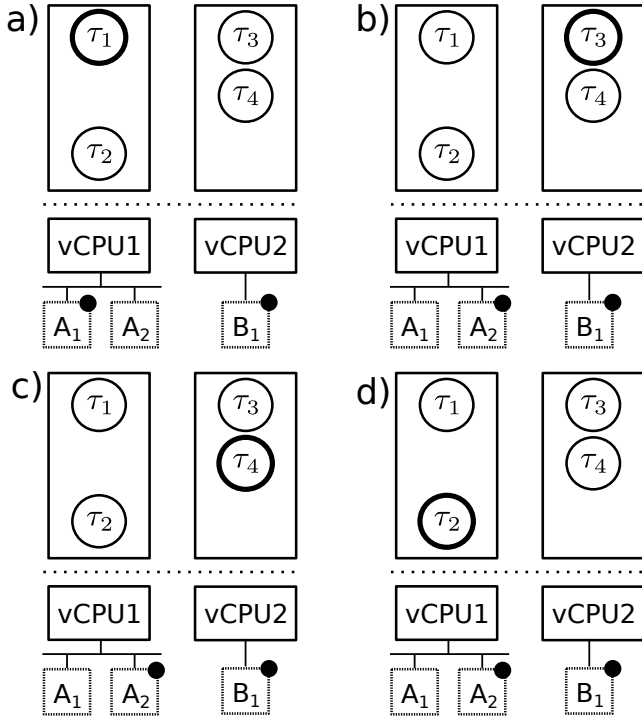 a)
τ₁
τ₂
τ₃
τ₄
vCPU1
vCPU2
A₁
A₂
B₁
b)
τ₁
τ₂
τ₃
τ₄
vCPU1
vCPU2
A₁
A₂
B₁
c)
τ₁
τ₂
τ₃
τ₄
vCPU1
vCPU2
A₁
A₂
B₁
d)
τ₁
τ₂
τ₃
τ₄
vCPU1
vCPU2
A₁
A₂
B₁